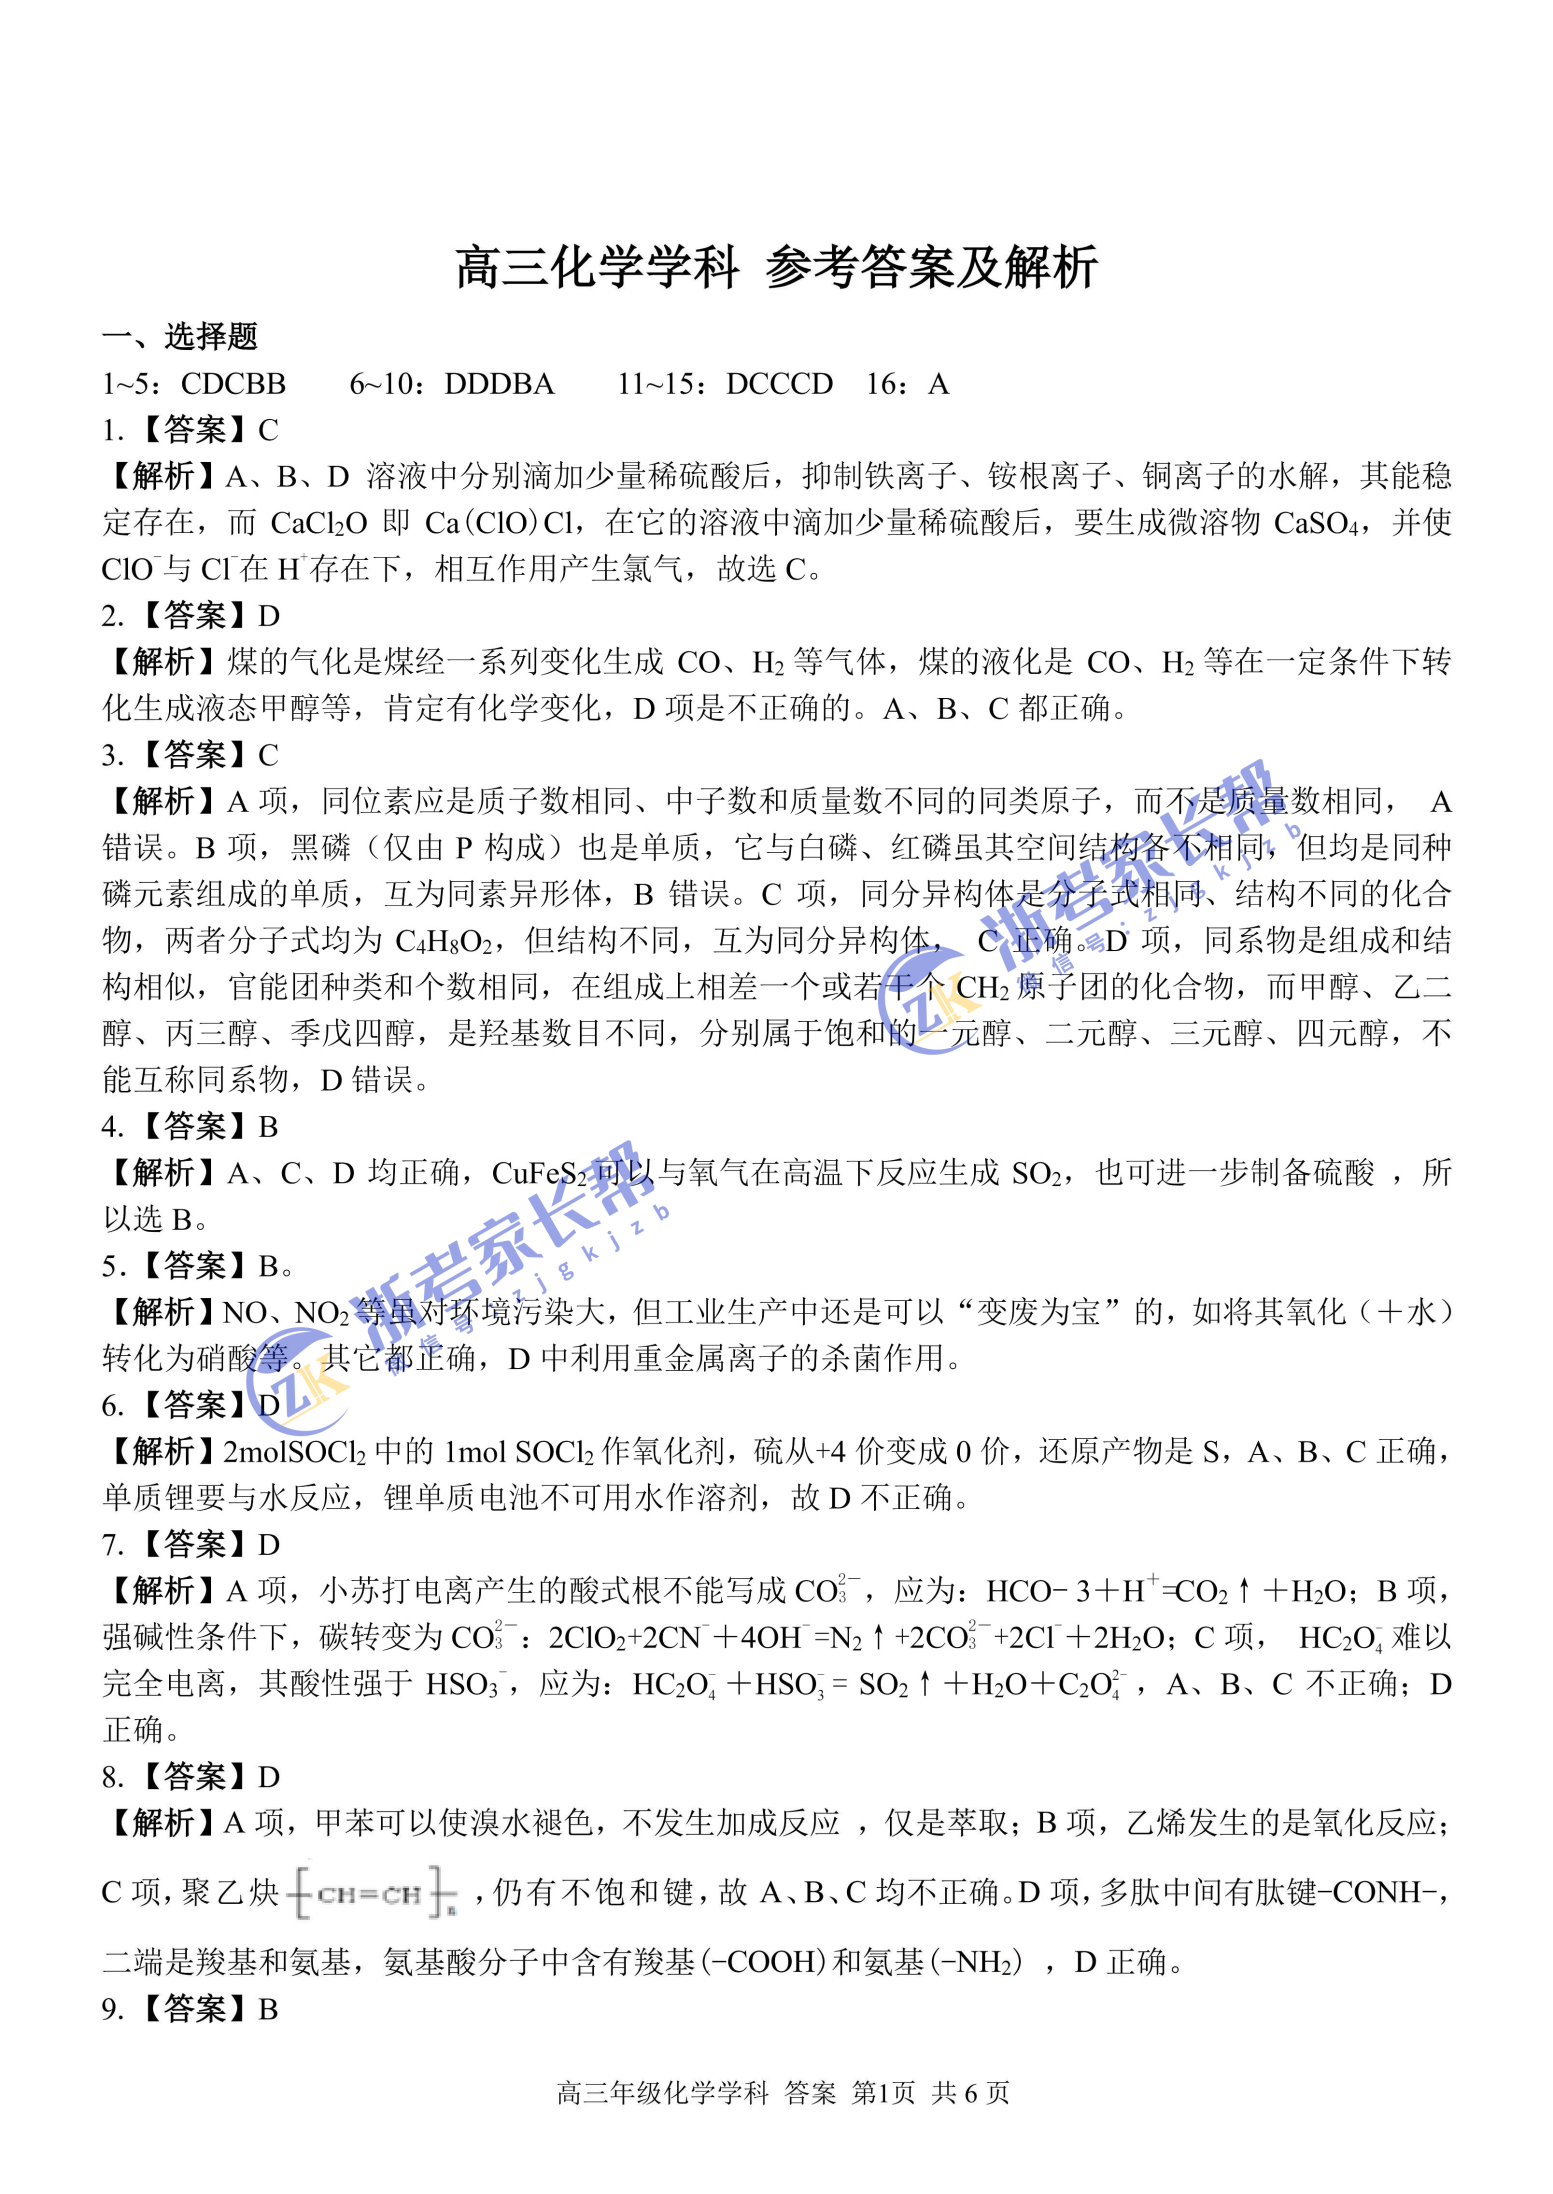 高三化学学科 参考答案及解析
一、选择题
1~5：CDCBB 6~10：DDDBA 11~15：DCCCD 16：A
1.【答案】C
【解析】A、B、D 溶液中分别滴加少量稀硫酸后，抑制铁离子、铵根离子、铜离子的水解，其能稳
定存在，而 CaCl₂O 即 Ca(ClO)Cl，在它的溶液中滴加少量稀硫酸后，要生成微溶物 CaSO₄，并使
ClO⁻与 Cl⁻在 H⁺存在下，相互作用产生氯气，故选 C。
2.【答案】D
【解析】煤的气化是煤经一系列变化生成 CO、H₂ 等气体，煤的液化是 CO、H₂ 等在一定条件下转
化生成液态甲醇等，肯定有化学变化，D 项是不正确的。A、B、C 都正确。
3.【答案】C
【解析】A 项，同位素应是质子数相同、中子数和质量数不同的同类原子，而不是质量数相同， A
错误。B 项，黑磷（仅由 P 构成）也是单质，它与白磷、红磷虽其空间结构各不相同，但均是同种
磷元素组成的单质，互为同素异形体，B 错误。C 项，同分异构体是分子式相同、结构不同的化合
物，两者分子式均为 C₄H₈O₂，但结构不同，互为同分异构体， C 正确。D 项，同系物是组成和结
构相似，官能团种类和个数相同，在组成上相差一个或若干个 CH₂ 原子团的化合物，而甲醇、乙二
醇、丙三醇、季戊四醇，是羟基数目不同，分别属于饱和的一元醇、二元醇、三元醇、四元醇，不
能互称同系物，D 错误。
4.【答案】B
【解析】A、C、D 均正确，CuFeS₂ 可以与氧气在高温下反应生成 SO₂，也可进一步制备硫酸 ，所
以选 B。
5.【答案】B。
【解析】NO、NO₂ 等虽对环境污染大，但工业生产中还是可以“变废为宝”的，如将其氧化（＋水）
转化为硝酸等。其它都正确，D 中利用重金属离子的杀菌作用。
6.【答案】D
【解析】2molSOCl₂ 中的 1mol SOCl₂ 作氧化剂，硫从+4 价变成 0 价，还原产物是 S，A、B、C 正确，
单质锂要与水反应，锂单质电池不可用水作溶剂，故 D 不正确。
7.【答案】D
【解析】A 项，小苏打电离产生的酸式根不能写成 CO₃²⁻，应为：HCO− 3＋H⁺=CO₂↑＋H₂O；B 项，
强碱性条件下，碳转变为 CO₃²⁻：2ClO₂+2CN⁻＋4OH⁻=N₂↑+2CO₃²⁻+2Cl⁻＋2H₂O；C 项， HC₂O₄⁻ 难以
完全电离，其酸性强于 HSO₃⁻，应为：HC₂O₄⁻＋HSO₃⁻= SO₂↑＋H₂O＋C₂O₄²⁻，A、B、C 不正确；D
正确。
8.【答案】D
【解析】A 项，甲苯可以使溴水褪色，不发生加成反应 ，仅是萃取；B 项，乙烯发生的是氧化反应；
C 项，聚乙炔 ─[CH=CH]─ₙ ，仍有不饱和键，故 A、B、C 均不正确。D 项，多肽中间有肽键−CONH−，
二端是羧基和氨基，氨基酸分子中含有羧基(−COOH)和氨基(−NH₂) ，D 正确。
9.【答案】B
高三年级化学学科 答案 第1页 共 6 页
浙考家长帮
微信号：zjgkjzb
ZK
浙考家长帮
微信号：zjgkjzb
ZK